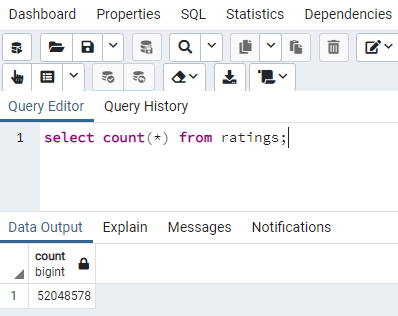 Dashboard Properties SQL Statistics Dependencies
Query Editor Query History
1 select count(*) from ratings;
Data Output Explain Messages Notifications
count
bigint
1 52048578